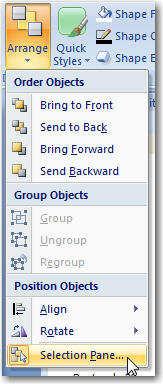 Shape F
Shape O
Arrange
Quick
Styles
Shape E
Order Objects
Bring to Front
Send to Back
Bring Forward
Send Backward
Group Objects
Group
Ungroup
Regroup
Position Objects
Align
Rotate
Selection Pane...